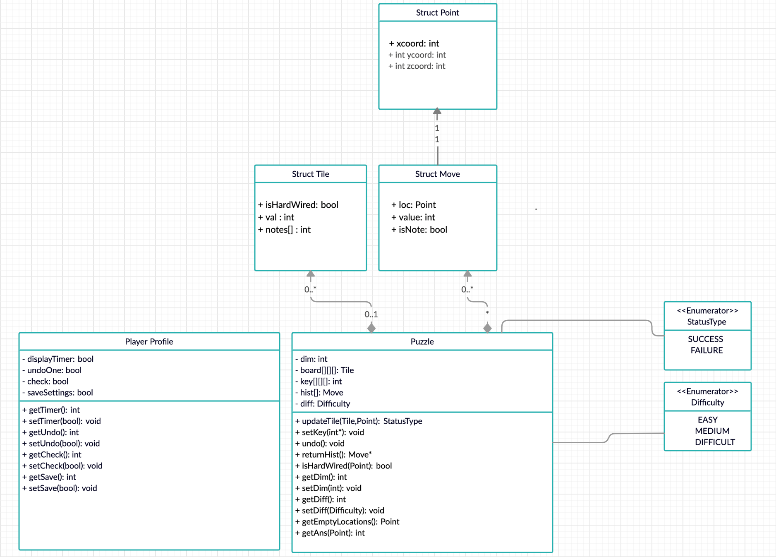 Struct Point
+ xcoord: int
+ int ycoord: int
+ int zcoord: int
1
1
Struct Tile
+ isHardWired: bool
+ val : int
+ notes[] : int
Struct Move
+ loc: Point
+ value: int
+ isNote: bool
0..*
0..1
0..*
*
Player Profile
- displayTimer: bool
- undoOne: bool
- check: bool
- saveSettings: bool
+ getTimer(): int
+ setTimer(bool): void
+ getUndo(): int
+ setUndo(bool): void
+ getCheck(): int
+ setCheck(bool): void
+ getSave(): int
+ setSave(bool): void
Puzzle
- dim: int
- board[][][]: Tile
- key[][][]: int
- hist[]: Move
- diff: Difficulty
+ updateTile(Tile,Point): StatusType
+ setKey(int*): void
+ undo(): void
+ returnHist(): Move*
+ isHardWired(Point): bool
+ getDim(): int
+ setDim(int): void
+ getDiff(): int
+ setDiff(Difficulty): void
+ getEmptyLocations(): Point
+ getAns(Point): int
<<Enumerator>>
StatusType
SUCCESS
FAILURE
<<Enumerator>>
Difficulty
EASY
MEDIUM
DIFFICULT